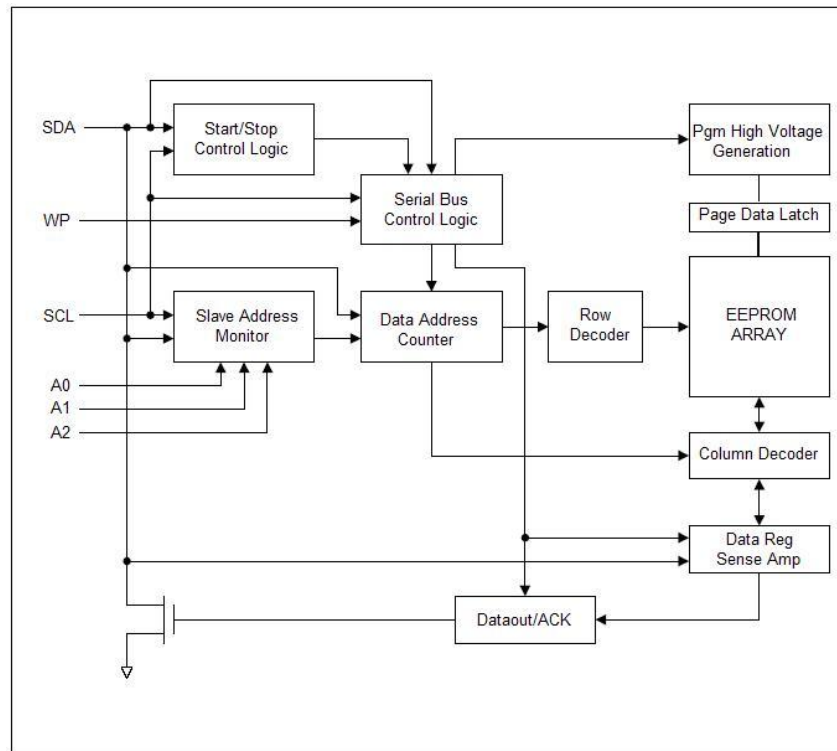 SDA
Start/Stop
Control Logic
Pgm High Voltage
Generation
Serial Bus
Control Logic
WP
Page Data Latch
SCL
Slave Address
Monitor
Data Address
Counter
Row
Decoder
EEPROM
ARRAY
A0
A1
A2
Column Decoder
Data Reg
Sense Amp
Dataout/ACK